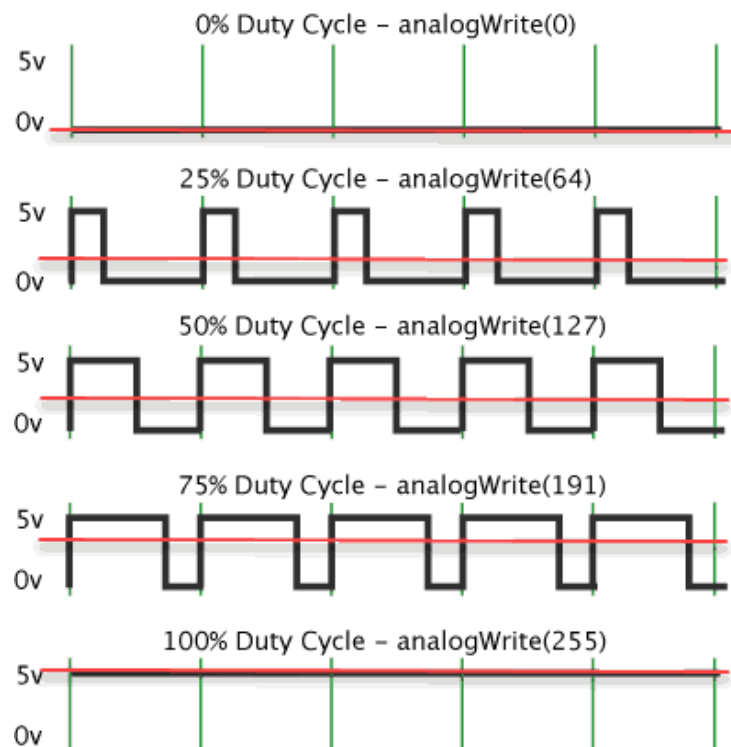 0% Duty Cycle – analogWrite(0)
5v
0v
25% Duty Cycle – analogWrite(64)
5v
0v
50% Duty Cycle – analogWrite(127)
5v
0v
75% Duty Cycle – analogWrite(191)
5v
0v
100% Duty Cycle – analogWrite(255)
5v
0v